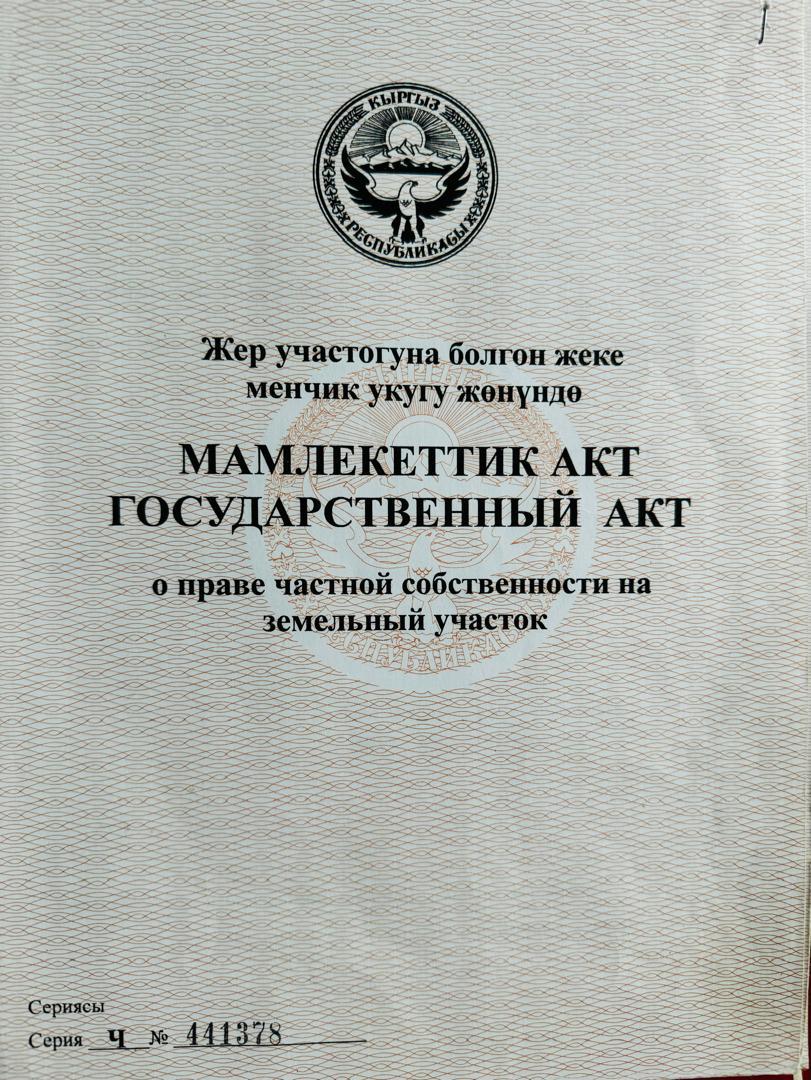 КЫРГЫЗ
РЕСПУБЛИКАСЫ
Жер участогуна болгон жеке
менчик укугу жөнүндө
МАМЛЕКЕТТИК АКТ
ГОСУДАРСТВЕННЫЙ АКТ
о праве частной собственности на
земельный участок
Сериясы
Серия Ч № 441378